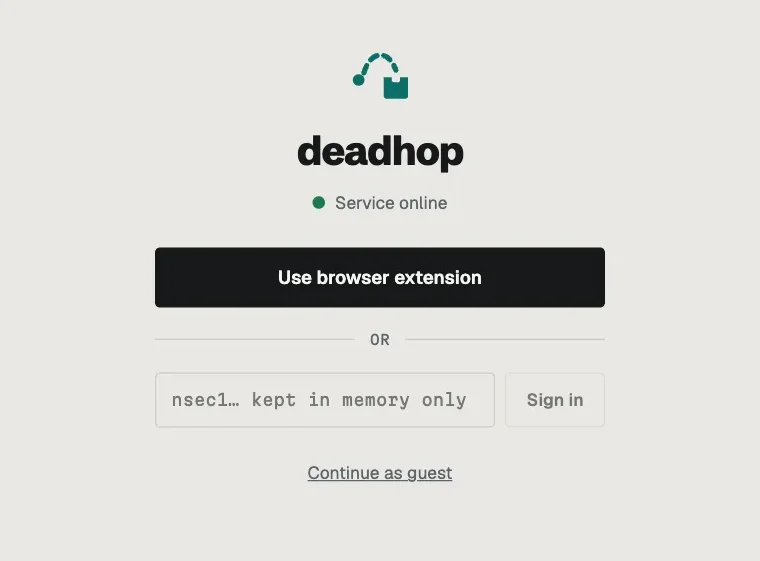 deadhop
Service online
Use browser extension
OR
nsec1… kept in memory only
Sign in
Continue as guest